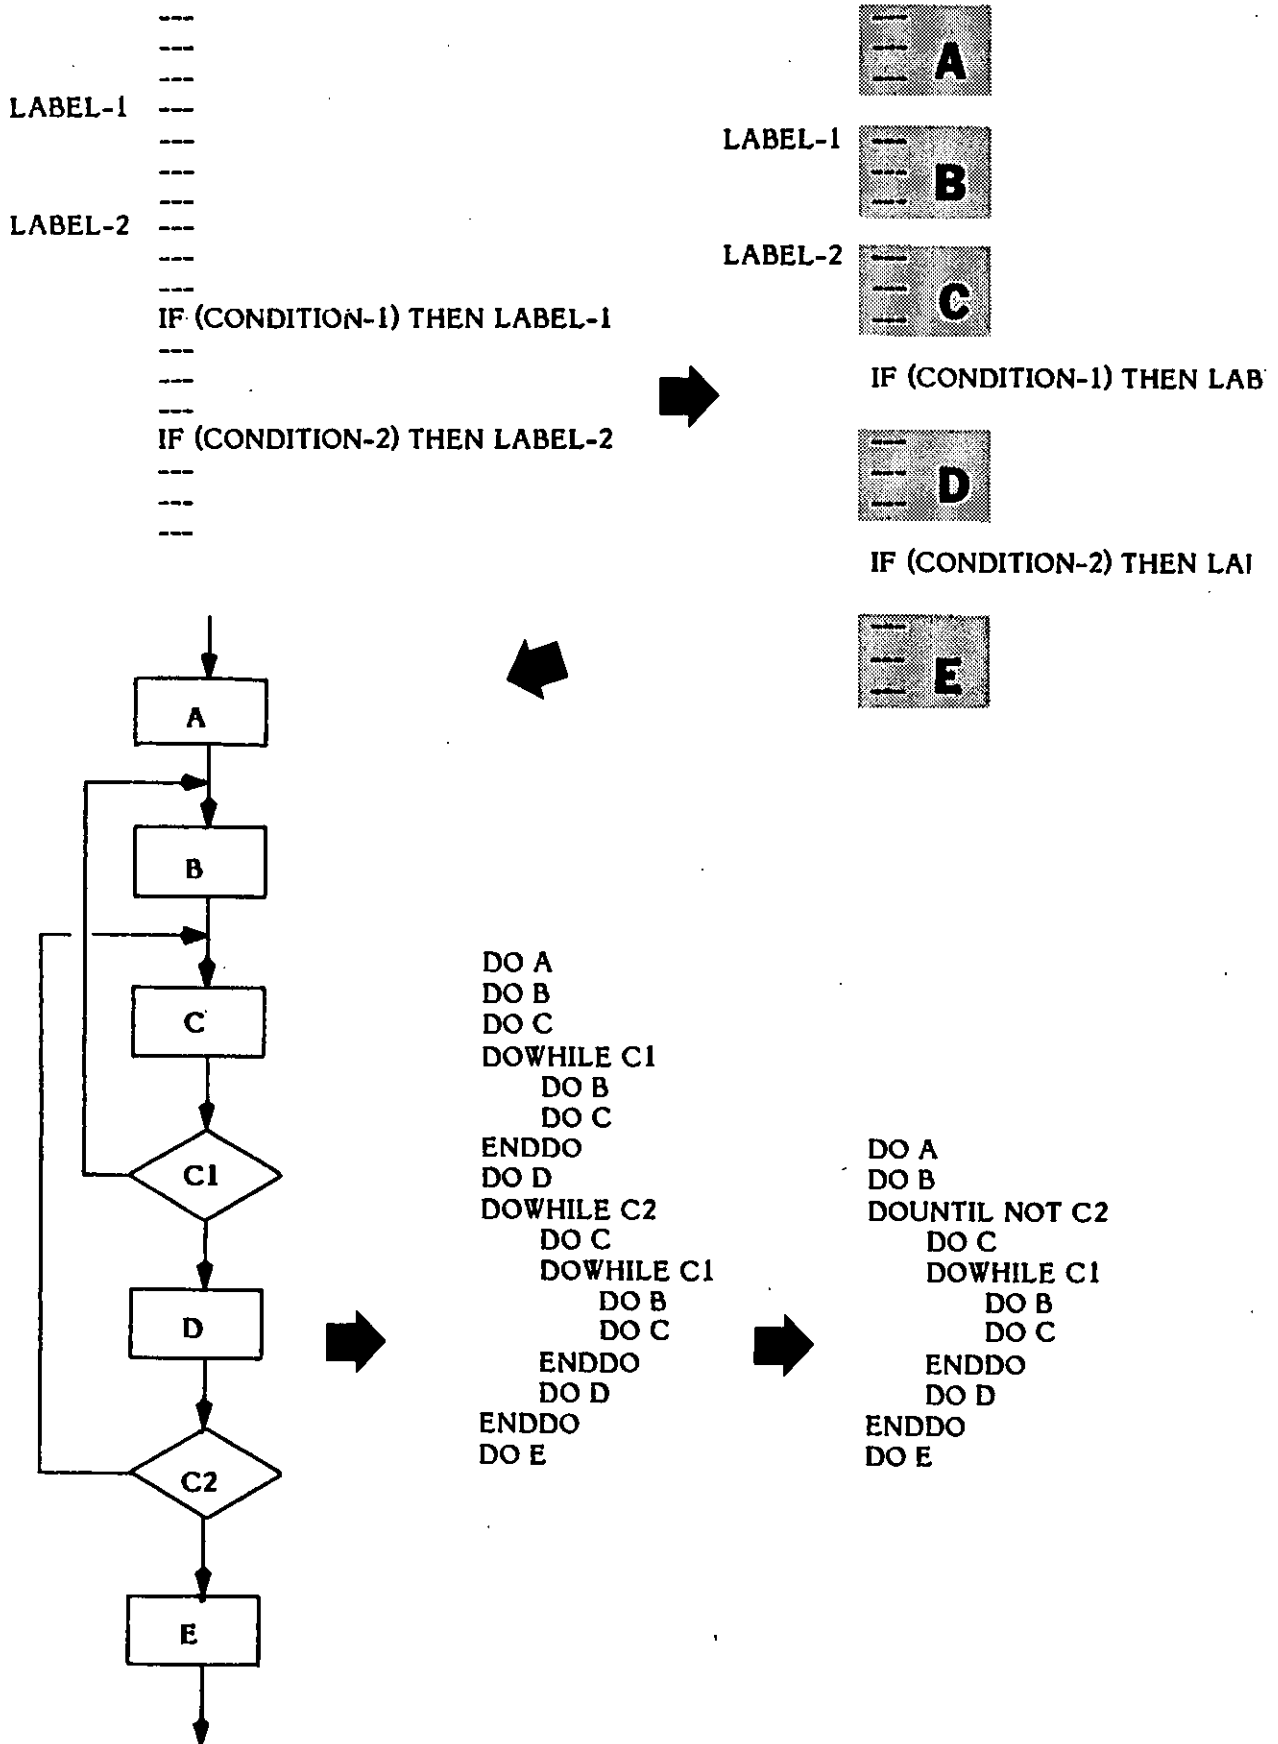 ---
---
---
LABEL-1 ---
---
---
LABEL-2 ---
---
---
IF (CONDITION-1) THEN LABEL-1
---
---
---
IF (CONDITION-2) THEN LABEL-2
---
---
---
A
LABEL-1
B
LABEL-2
C
IF (CONDITION-1) THEN LAB
D
IF (CONDITION-2) THEN LA
E
A
B
C
C1
D
C2
E
DO A
DO B
DO C
DOWHILE C1
DO B
DO C
ENDDO
DO D
DOWHILE C2
DO C
DOWHILE C1
DO B
DO C
ENDDO
DO D
ENDDO
DO E
DO A
DO B
DOUNTIL NOT C2
DO C
DOWHILE C1
DO B
DO C
ENDDO
DO D
ENDDO
DO E